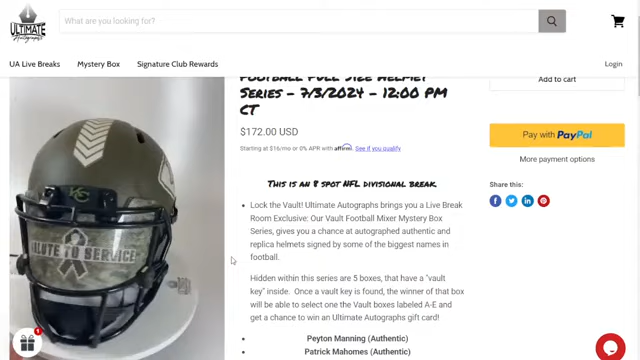 ULTIMATE
Autographs
What are you looking for?
UA Live Breaks
Mystery Box
Signature Club Rewards
Login
Football Full Size Helmet
Series - 7/3/2024 - 12:00 PM
CT
$172.00 USD
Starting at $16/mo or 0% APR with affirm. See if you qualify
This is an 8 spot NFL divisional break.
Lock the Vault! Ultimate Autographs brings you a Live Break
Room Exclusive: Our Vault Football Mixer Mystery Box
Series, gives you a chance at autographed authentic and
replica helmets signed by some of the biggest names in
football.
Hidden within this series are 5 boxes, that have a "vault
key" inside. Once a vault key is found, the winner of that box
will be able to select one the Vault boxes labeled A-E and
get a chance to win an Ultimate Autographs gift card!
Peyton Manning (Authentic)
Patrick Mahomes (Authentic)
Add to cart
Pay with PayPal
More payment options
Share this:
SALUTE TO SERVICE
1